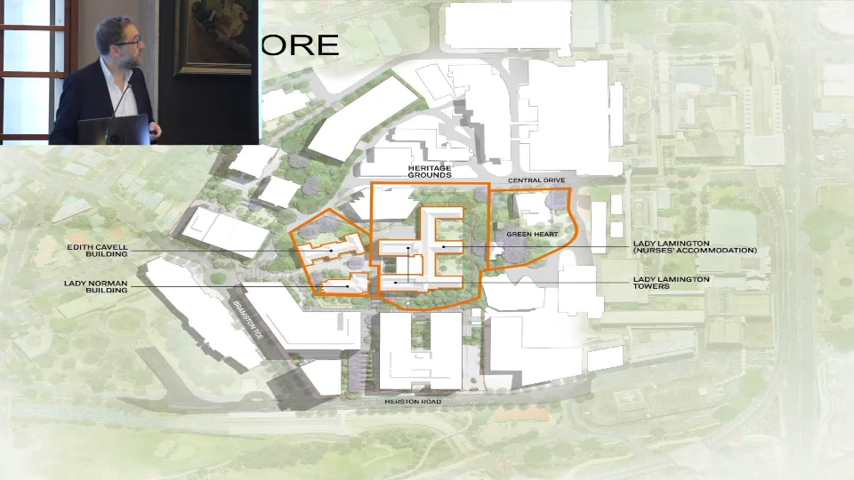 ORE
HERITAGE
GROUNDS
CENTRAL DRIVE
GREEN HEART
EDITH CAVELL
BUILDING
LADY LAMINGTON
(NURSES' ACCOMMODATION)
LADY NORMAN
BUILDING
LADY LAMINGTON
TOWERS
BRAMSTON TCE
HERSTON ROAD